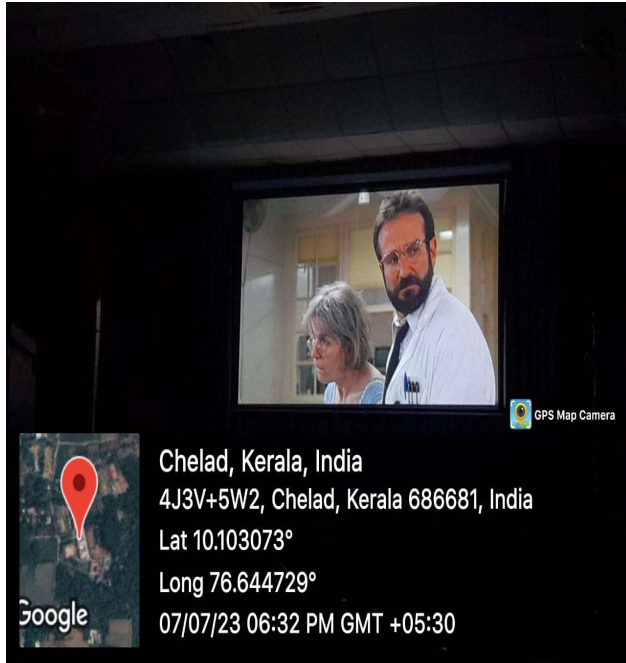 GPS Map Camera
Chelad, Kerala, India
4J3V+5W2, Chelad, Kerala 686681, India
Lat 10.103073°
Long 76.644729°
07/07/23 06:32 PM GMT +05:30
Google